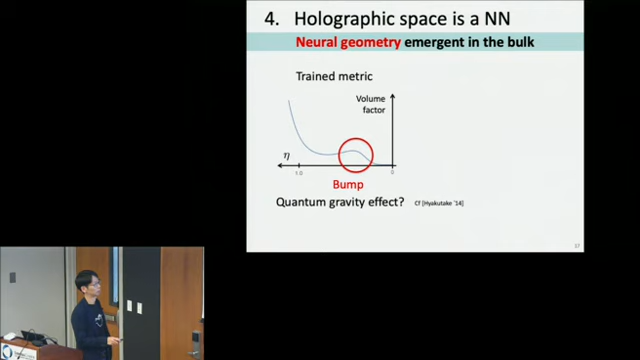 4. Holographic space is a NN
Neural geometry emergent in the bulk
Trained metric
Volume
factor
η
1.0
0
Bump
Quantum gravity effect? Cf [Hyakutake '14]
37